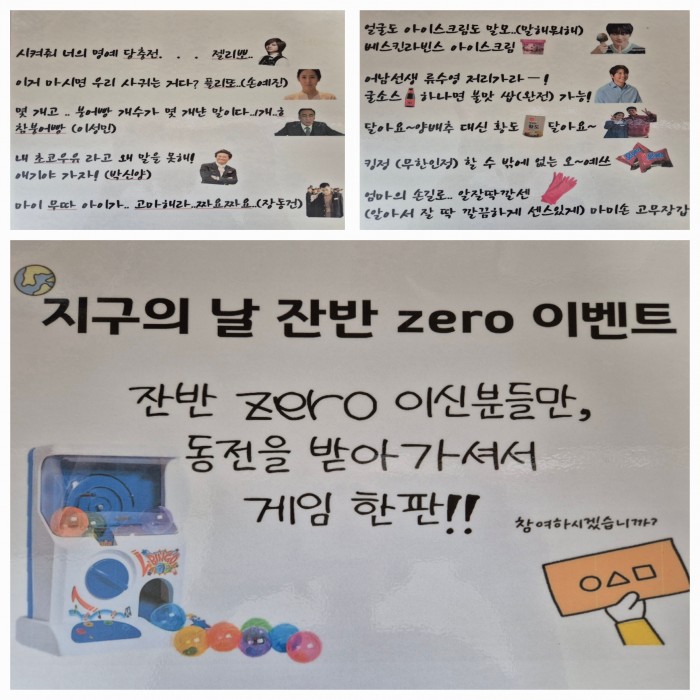 시켜줘 너의 명예 당충전. . . 젤리뽀..
이거 마시면 우리 사귀는 거다? 폴리또..(손예진)
몇 개고 .. 붕어빵 개수가 몇 개냔 말이다..1개..ㅎ
참붕어빵 (이성민)
내 초코우유 라고 왜 말을 못해!
얘기야 가자! (박신양)
마이 무따 아이가.. 고마해라..짜요짜요..(장동건)
얼굴도 아이스크림도 말모..(말해뭐해)
베스킨라빈스 아이스크림
어남선생 류수영 저리가라ㅡ!
굴소스 하나면 불맛 쌉(완전) 가능!
달아요~양배추 대신 황도 달아요~
킹정 (무한인정) 할 수 밖에 없는 오~예쓰
엄마의 손길로.. 알잘딱깔센
(알아서 잘 딱 깔끔하게 센스있게) 마미손 고무장갑
지구의 날 잔반 zero 이벤트
잔반 zero 이신분들만,
동전을 받아가셔서
게임 한판!!
참여하시겠습니까?